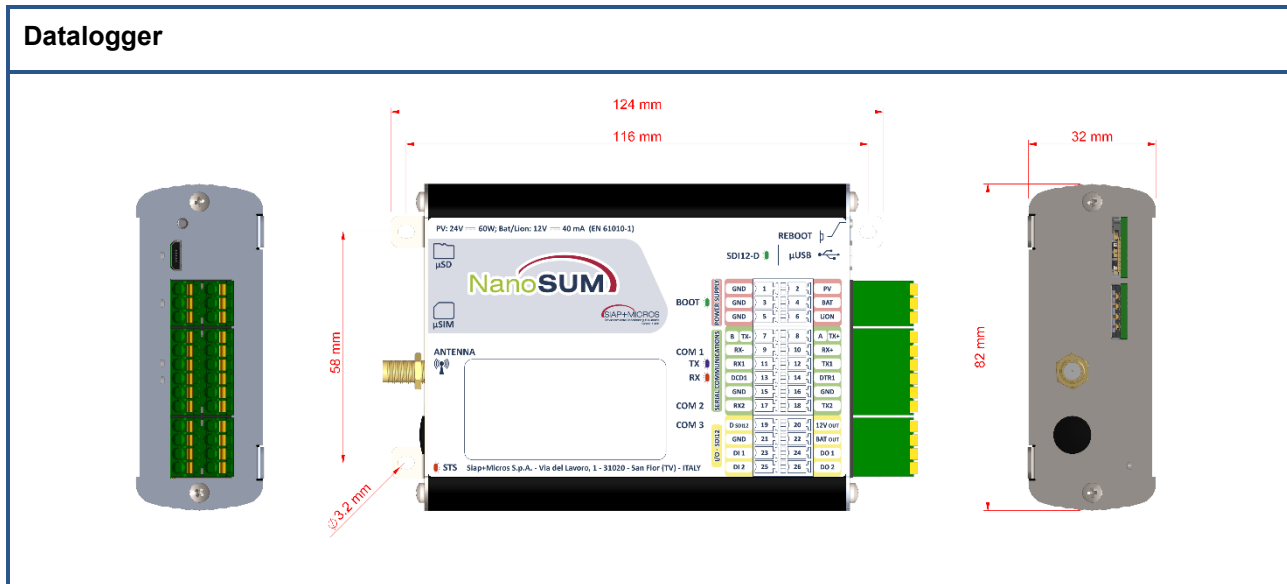 Datalogger
124 mm
116 mm
32 mm
58 mm
82 mm
Ø3,2 mm
PV: 24V ⎓ 60W; Bat/Lion: 12V ⎓ 40 mA (EN 61010-1)
REBOOT
µSD
SDI12-D
µUSB
NanoSUM
SIAP+MICROS
µSIM
BOOT
POWER SUPPLY
GND 1 2 PV
GND 3 4 BAT
GND 5 6 LION
ANTENNA
COM 1
TX
RX
COM 2
SERIAL COMMUNICATIONS
B TX- 7 8 A TX+
RX- 9 10 RX+
RX1 11 12 TX1
DCD1 13 14 DTR1
GND 15 16 GND
RX2 17 18 TX2
COM 3
I/O - SDI12
D SDI12 19 20 12V OUT
GND 21 22 BAT OUT
DI 1 23 24 DO 1
DI 2 25 26 DO 2
STS Siap+Micros S.p.A. - Via del Lavoro, 1 - 31020 - San Fior (TV) - ITALY